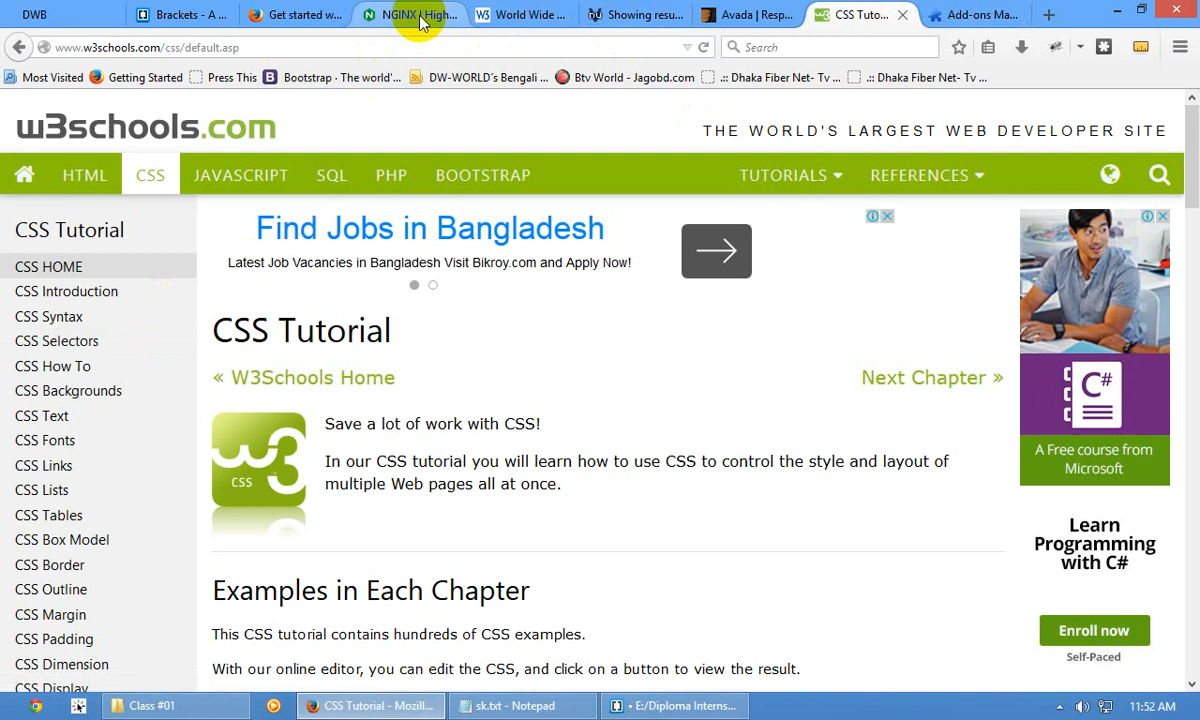 DWB
Brackets - A ...
Get started w...
NGINX | High...
World Wide ...
Showing resu...
Avada | Resp...
CSS Tuto...
Add-ons Ma...
www.w3schools.com/css/default.asp
Search
Most Visited
Getting Started
Press This
Bootstrap · The world'...
DW-WORLD´s Bengali ...
Btv World - Jagobd.com
.:: Dhaka Fiber Net- Tv ...
.:: Dhaka Fiber Net- Tv ...
w3schools.com
THE WORLD'S LARGEST WEB DEVELOPER SITE
HTML
CSS
JAVASCRIPT
SQL
PHP
BOOTSTRAP
TUTORIALS
REFERENCES
CSS Tutorial
CSS HOME
CSS Introduction
CSS Syntax
CSS Selectors
CSS How To
CSS Backgrounds
CSS Text
CSS Fonts
CSS Links
CSS Lists
CSS Tables
CSS Box Model
CSS Border
CSS Outline
CSS Margin
CSS Padding
CSS Dimension
CSS Display
Find Jobs in Bangladesh
Latest Job Vacancies in Bangladesh Visit Bikroy.com and Apply Now!
CSS Tutorial
« W3Schools Home
Next Chapter »
w3
CSS
Save a lot of work with CSS!
In our CSS tutorial you will learn how to use CSS to control the style and layout of
multiple Web pages all at once.
Examples in Each Chapter
This CSS tutorial contains hundreds of CSS examples.
With our online editor, you can edit the CSS, and click on a button to view the result.
C#
A Free course from
Microsoft
Learn
Programming
with C#
Enroll now
Self-Paced
Class #01
CSS Tutorial - Mozill...
sk.txt - Notepad
• E:/Diploma Interns...
11:52 AM